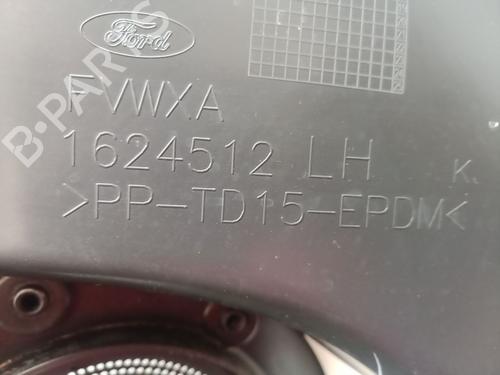 Ford
FVWXA
1624512 LH
K
>PP-TD15-EPDM<
B-PARTS